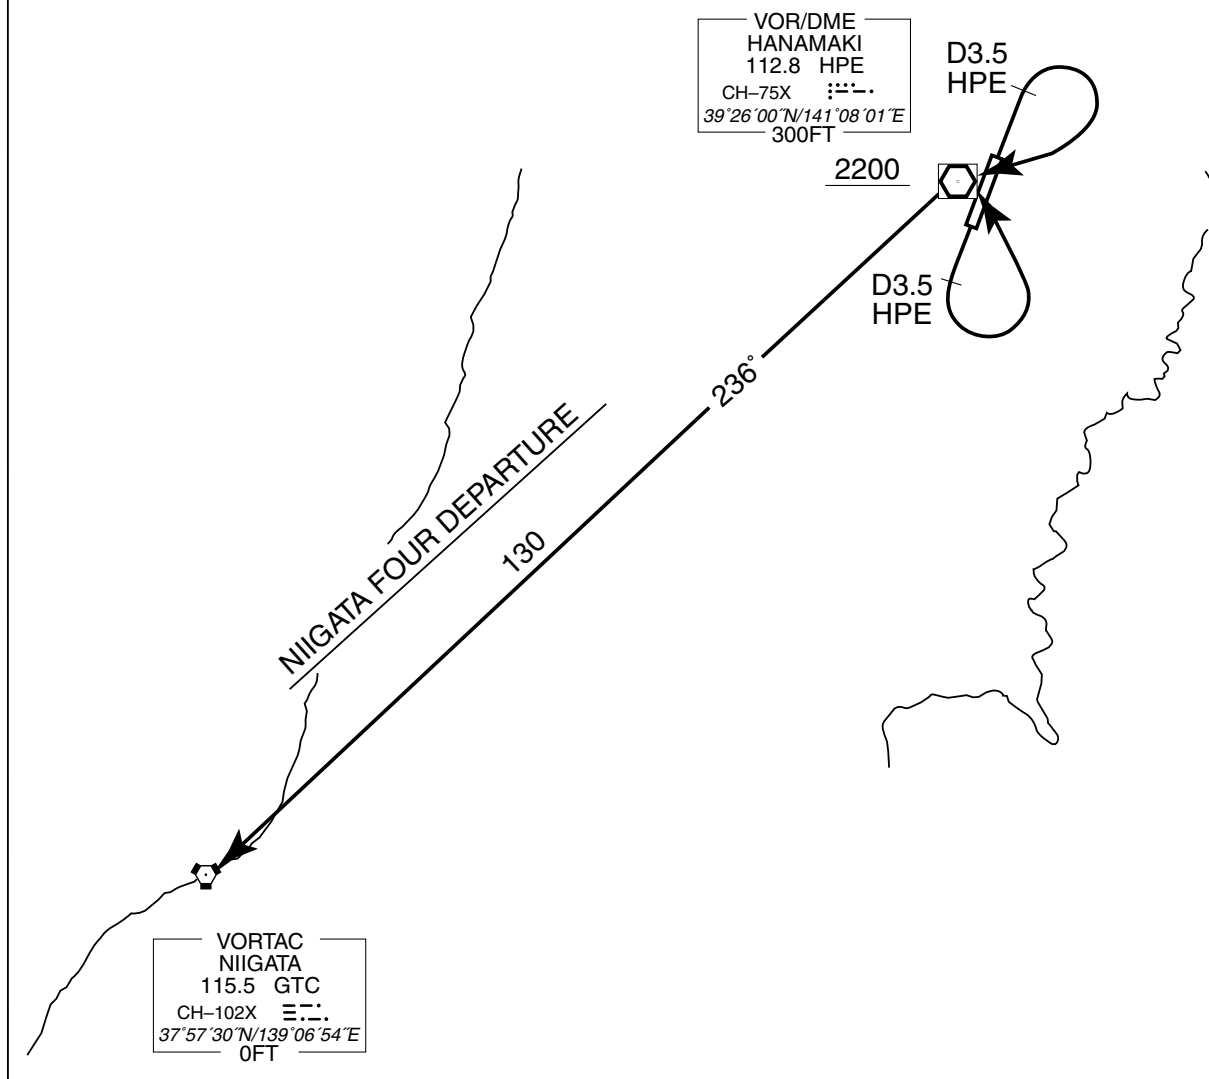 VOR/DME
HANAMAKI
112.8 HPE
CH–75X
39°26´00˝N/141°08´01˝E
300FT
D3.5
HPE
2200
D3.5
HPE
236°
NIIGATA FOUR DEPARTURE
130
VORTAC
NIIGATA
115.5 GTC
CH–102X
37°57´30˝N/139°06´54˝E
0FT